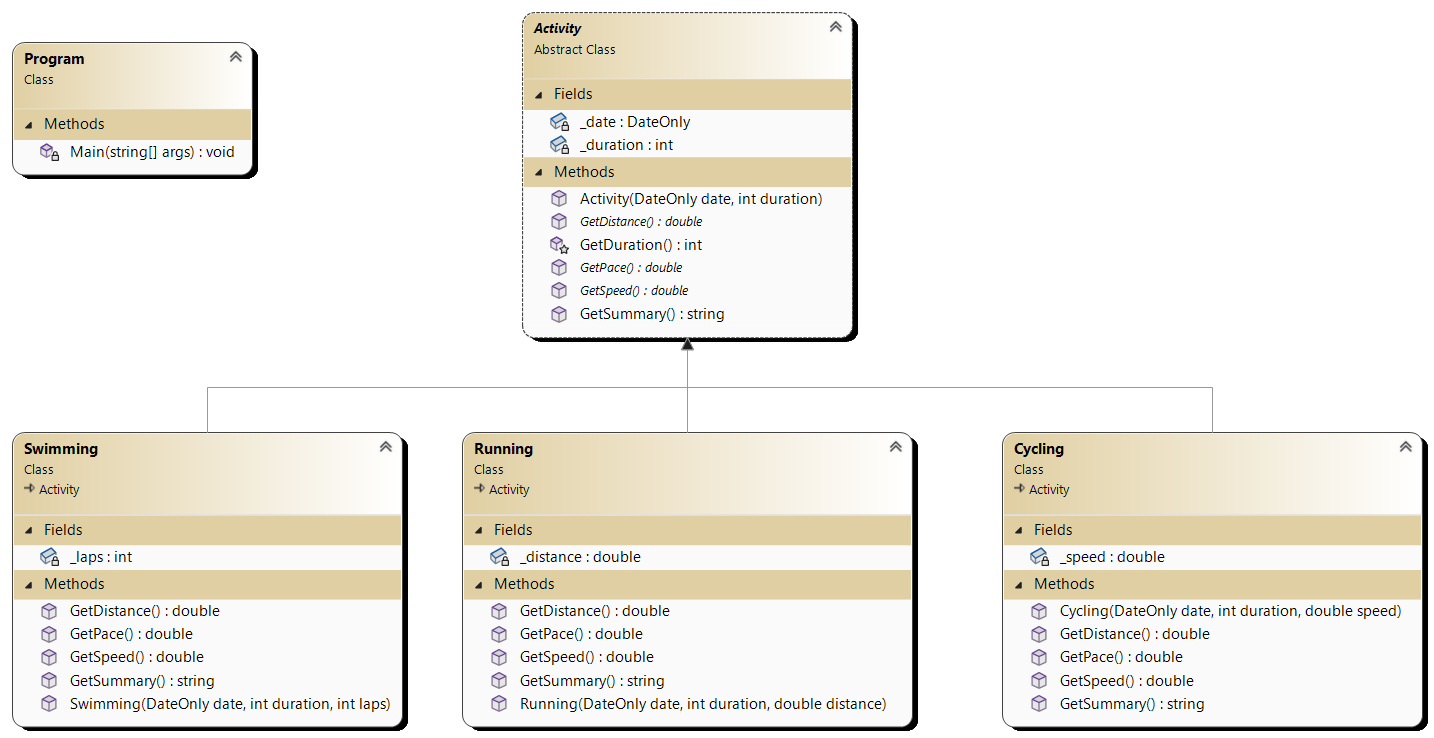 Program
Class
Methods
Main(string[] args) : void
Activity
Abstract Class
Fields
_date : DateOnly
_duration : int
Methods
Activity(DateOnly date, int duration)
GetDistance() : double
GetDuration() : int
GetPace() : double
GetSpeed() : double
GetSummary() : string
Swimming
Class
Activity
Fields
_laps : int
Methods
GetDistance() : double
GetPace() : double
GetSpeed() : double
GetSummary() : string
Swimming(DateOnly date, int duration, int laps)
Running
Class
Activity
Fields
_distance : double
Methods
GetDistance() : double
GetPace() : double
GetSpeed() : double
GetSummary() : string
Running(DateOnly date, int duration, double distance)
Cycling
Class
Activity
Fields
_speed : double
Methods
Cycling(DateOnly date, int duration, double speed)
GetDistance() : double
GetPace() : double
GetSpeed() : double
GetSummary() : string